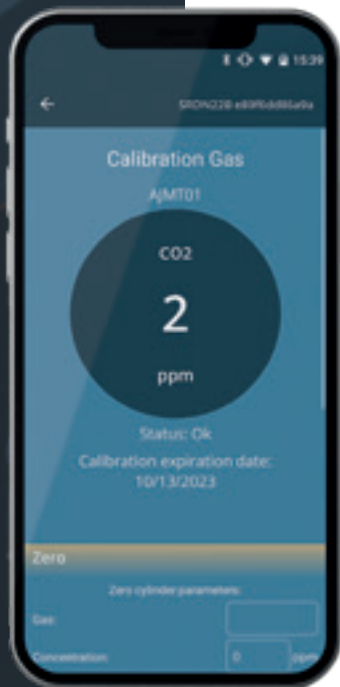 15:39
Calibration Gas
AJMT01
CO2
2
ppm
Status: Ok
Calibration expiration date:
10/13/2023
Zero
Zero cylinder parameters:
Gas:
Concentration:
0
ppm